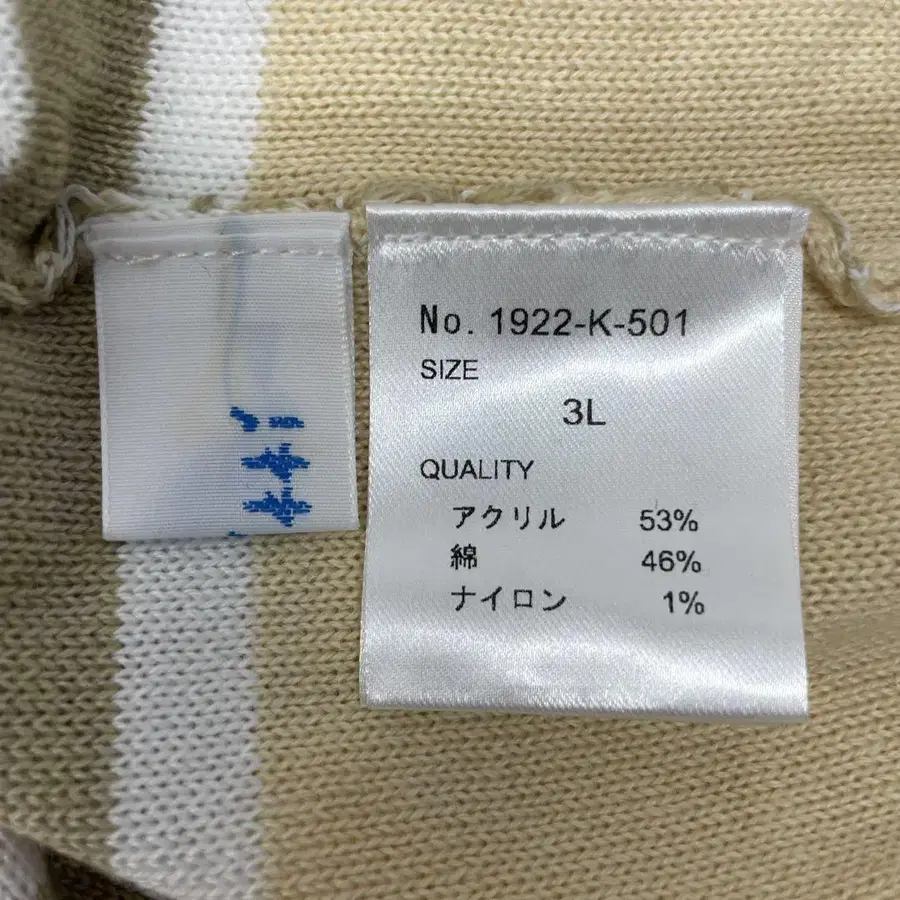 No. 1922-K-501
SIZE
3L
QUALITY
アクリル 53%
綿 46%
ナイロン 1%